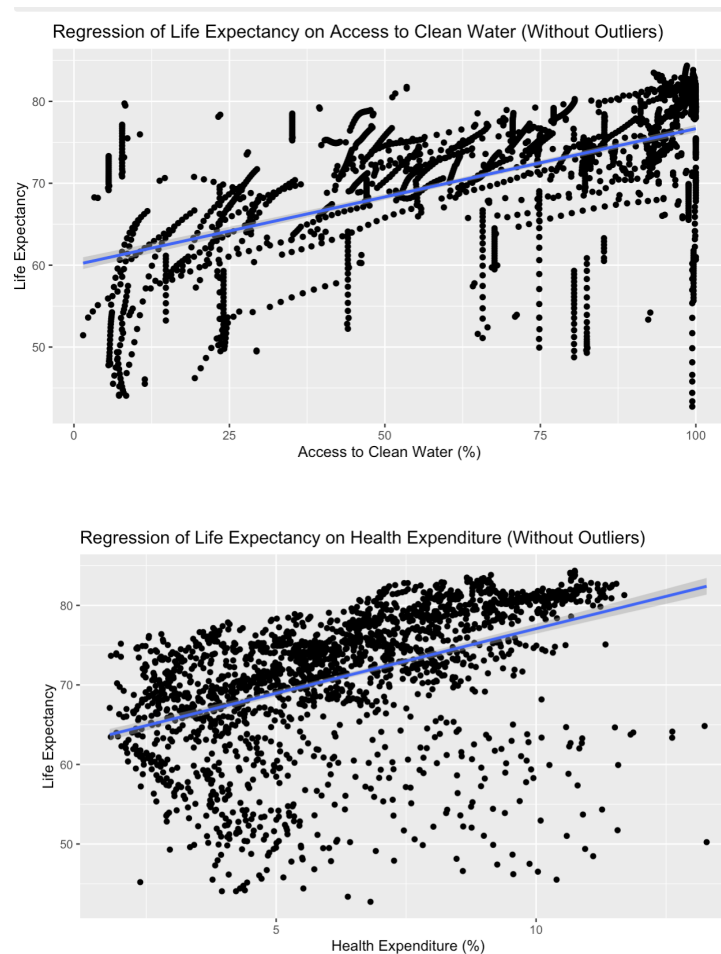 Regression of Life Expectancy on Access to Clean Water (Without Outliers)
80
70
60
50
Life Expectancy
0 25 50 75 100
Access to Clean Water (%)
Regression of Life Expectancy on Health Expenditure (Without Outliers)
80
70
60
50
Life Expectancy
5 10
Health Expenditure (%)